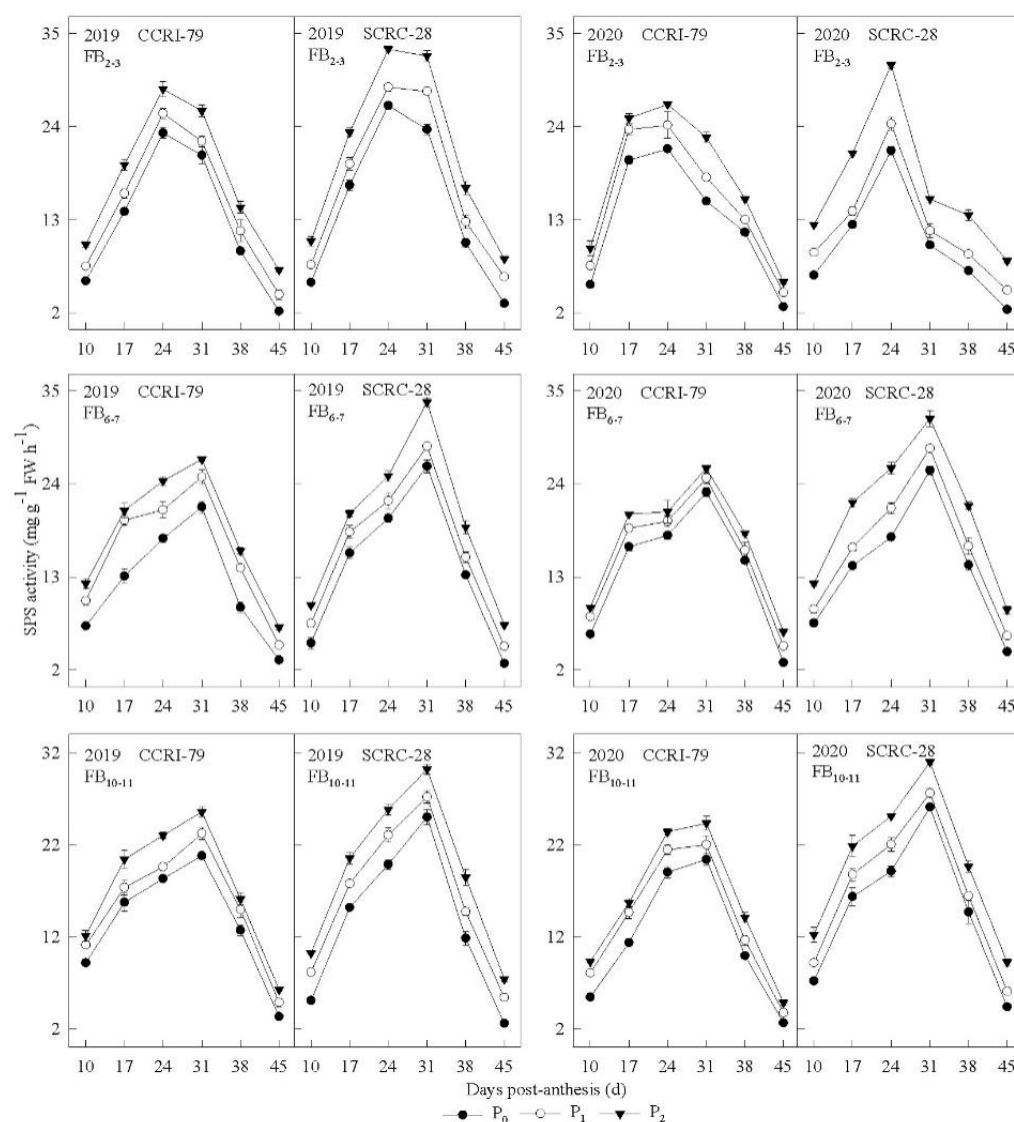 2019 CCRI-79
FB2-3
2019 SCRC-28
FB2-3
2020 CCRI-79
FB2-3
2020 SCRC-28
FB2-3
35
24
13
2
35
24
13
2
10 17 24 31 38 45
10 17 24 31 38 45
10 17 24 31 38 45
10 17 24 31 38 45
2019 CCRI-79
FB6-7
2019 SCRC-28
FB6-7
2020 CCRI-79
FB6-7
2020 SCRC-28
FB6-7
35
24
13
2
35
24
13
2
SPS activity (mg g⁻¹ FW h⁻¹)
10 17 24 31 38 45
10 17 24 31 38 45
10 17 24 31 38 45
10 17 24 31 38 45
2019 CCRI-79
FB10-11
2019 SCRC-28
FB10-11
2020 CCRI-79
FB10-11
2020 SCRC-28
FB10-11
32
22
12
2
32
22
12
2
10 17 24 31 38 45
10 17 24 31 38 45
10 17 24 31 38 45
10 17 24 31 38 45
Days post-anthesis (d)
P0 P1 P2